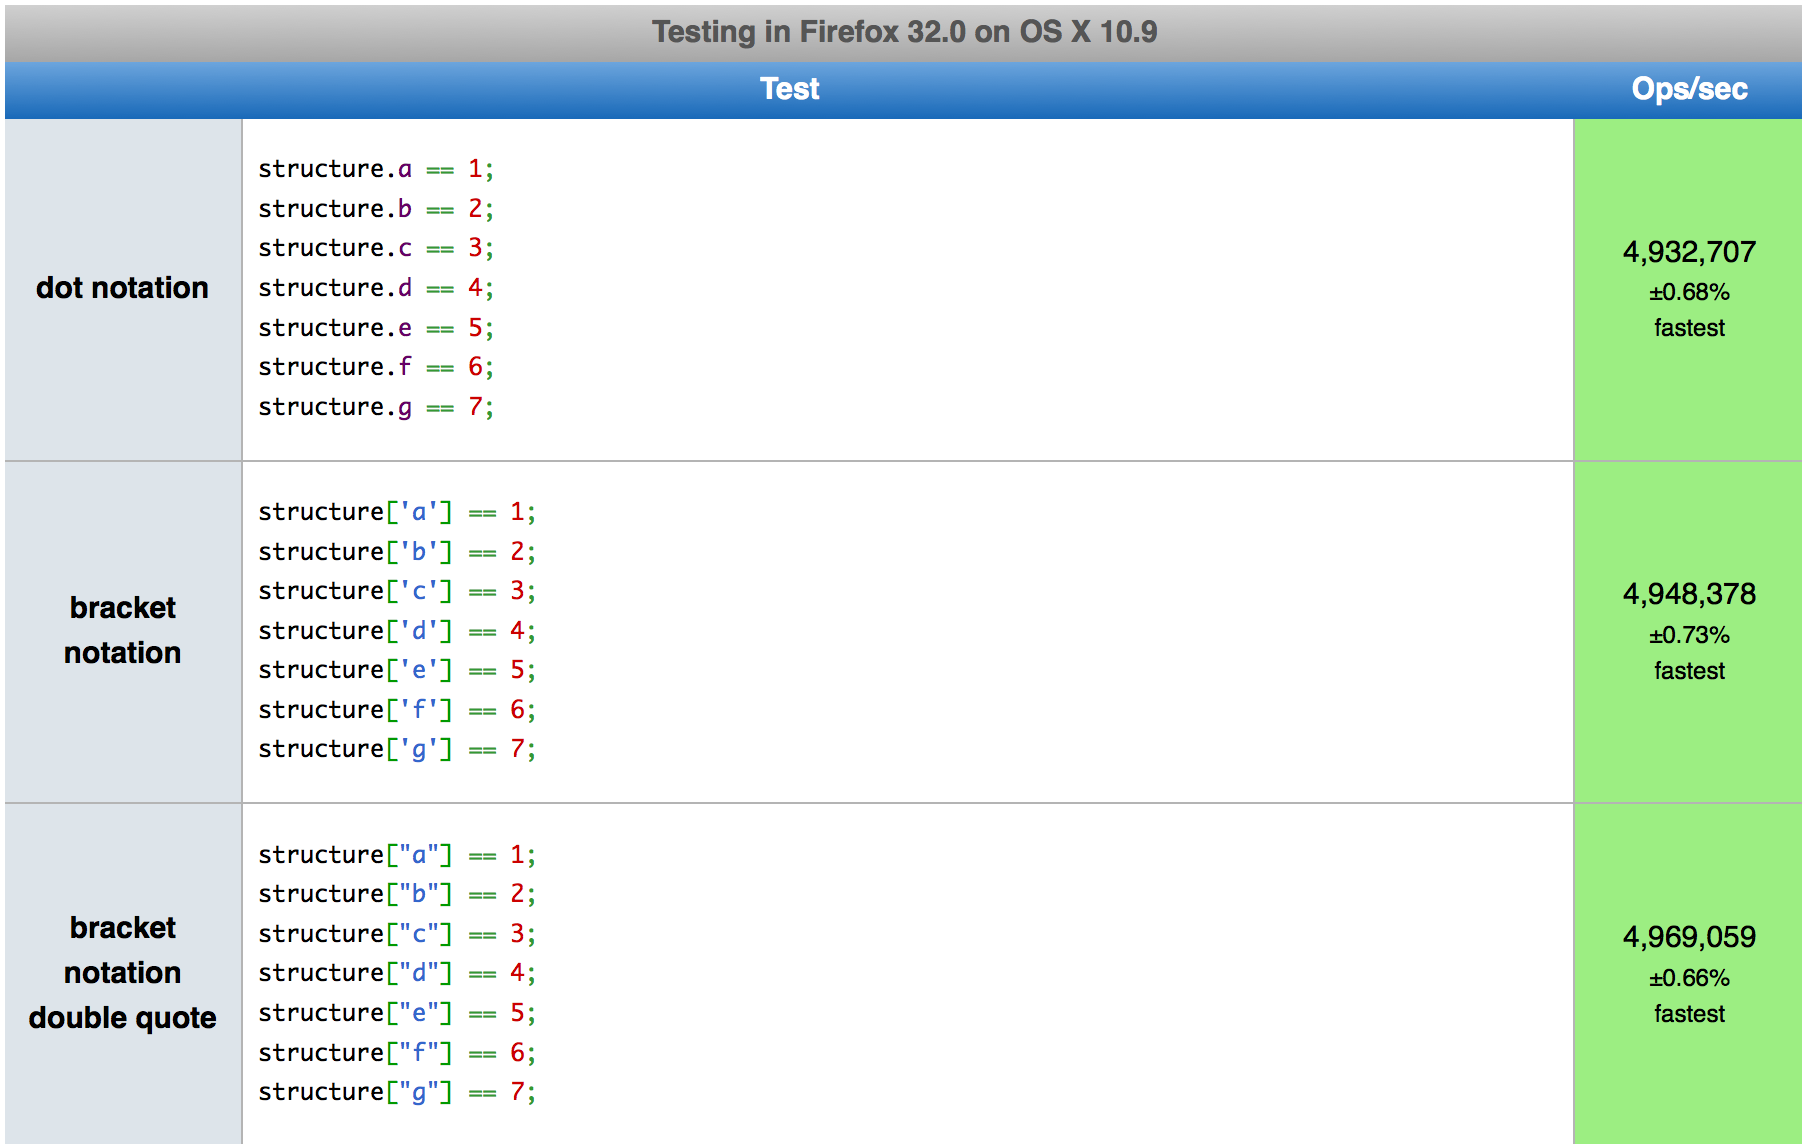 Testing in Firefox 32.0 on OS X 10.9
Test Ops/sec
dot notation
structure.a == 1;
structure.b == 2;
structure.c == 3;
structure.d == 4;
structure.e == 5;
structure.f == 6;
structure.g == 7;
4,932,707
±0.68%
fastest
bracket
notation
structure['a'] == 1;
structure['b'] == 2;
structure['c'] == 3;
structure['d'] == 4;
structure['e'] == 5;
structure['f'] == 6;
structure['g'] == 7;
4,948,378
±0.73%
fastest
bracket
notation
double quote
structure["a"] == 1;
structure["b"] == 2;
structure["c"] == 3;
structure["d"] == 4;
structure["e"] == 5;
structure["f"] == 6;
structure["g"] == 7;
4,969,059
±0.66%
fastest